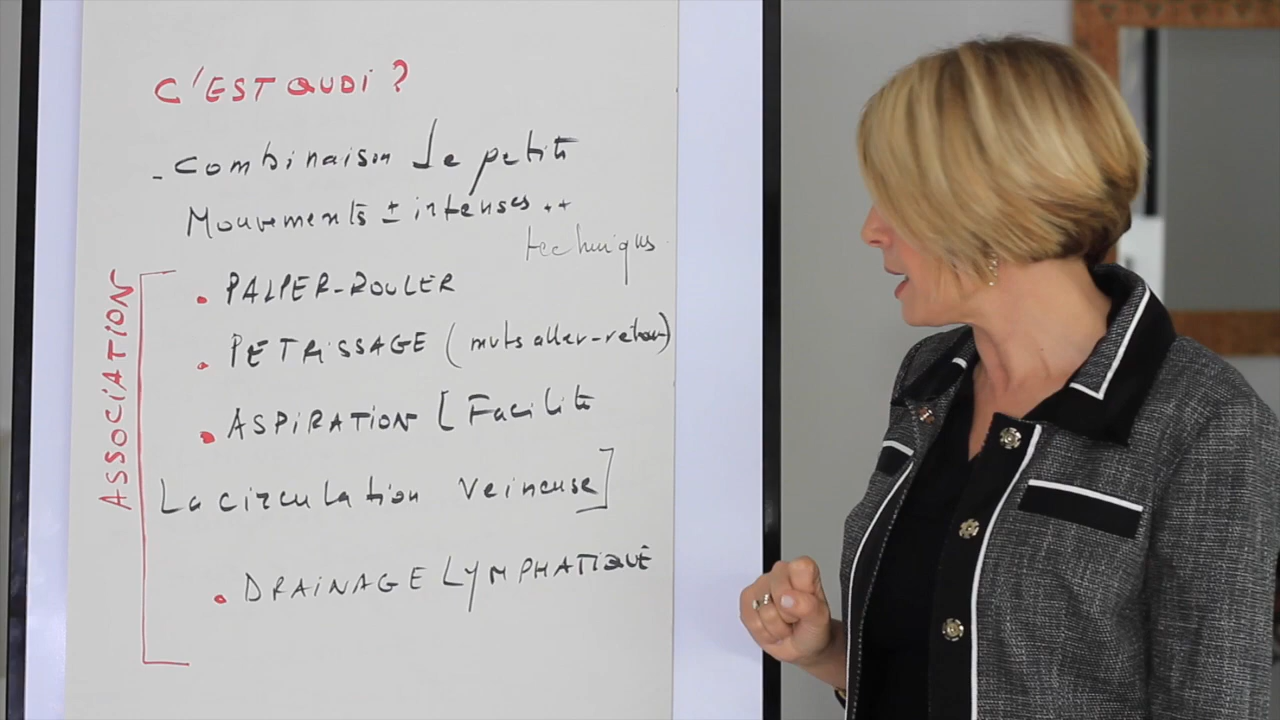 C'EST QUOI ?
- Combinaison de petits
Mouvements ± intenses ++
techniques.
ASSOCIATION
• PALPER-ROULER
• PETRISSAGE (mvts aller-retour)
• ASPIRATION [Facilite
La circulation veineuse]
• DRAINAGE LYMPHATIQUE